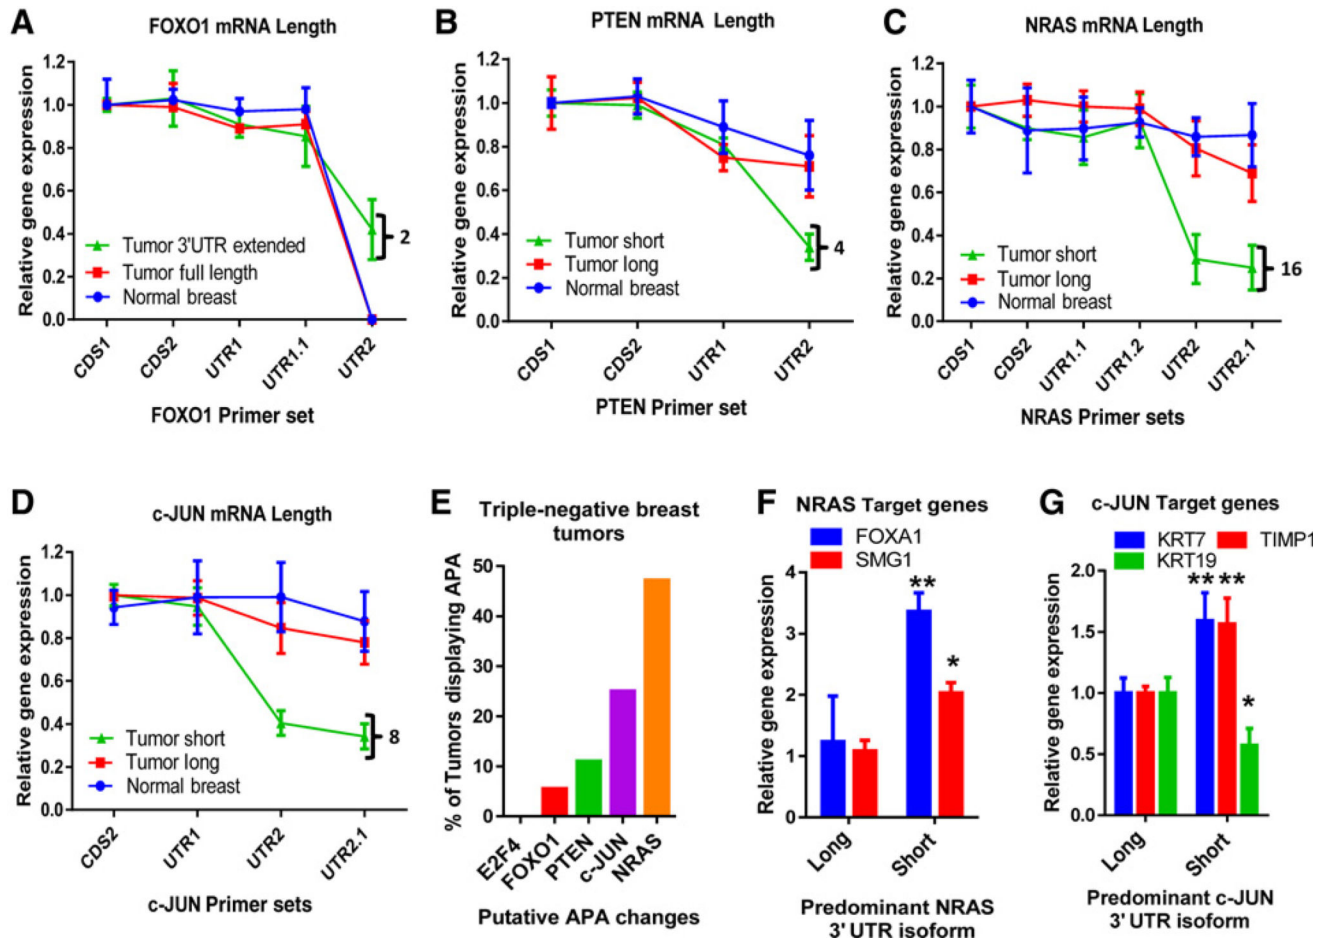 A
FOXO1 mRNA Length
Relative gene expression
1.2
1.0
0.8
0.6
0.4
0.2
0.0
Tumor 3'UTR extended
Tumor full length
Normal breast
2
CDS1
CDS2
UTR1
UTR1.1
UTR2
FOXO1 Primer set
B
PTEN mRNA Length
Relative gene expression
1.2
1.0
0.8
0.6
0.4
0.2
0.0
Tumor short
Tumor long
Normal breast
4
CDS1
CDS2
UTR1
UTR2
PTEN Primer set
C
NRAS mRNA Length
Relative gene expression
1.2
1.0
0.8
0.6
0.4
0.2
0.0
Tumor short
Tumor long
Normal breast
16
CDS1
CDS2
UTR1.1
UTR1.2
UTR2
UTR2.1
NRAS Primer sets
D
c-JUN mRNA Length
Relative gene expression
1.2
1.0
0.8
0.6
0.4
0.2
0.0
Tumor short
Tumor long
Normal breast
8
CDS2
UTR1
UTR2
UTR2.1
c-JUN Primer sets
E
Triple-negative breast
tumors
% of Tumors displaying APA
50
40
30
20
10
0
E2F4
FOXO1
PTEN
c-JUN
NRAS
Putative APA changes
F
NRAS Target genes
FOXA1
SMG1
Relative gene expression
4
3
2
1
0
**
*
Long
Short
Predominant NRAS
3' UTR isoform
G
c-JUN Target genes
KRT7
TIMP1
KRT19
Relative gene expression
2.0
1.5
1.0
0.5
0.0
** **
*
Long
Short
Predominant c-JUN
3' UTR isoform